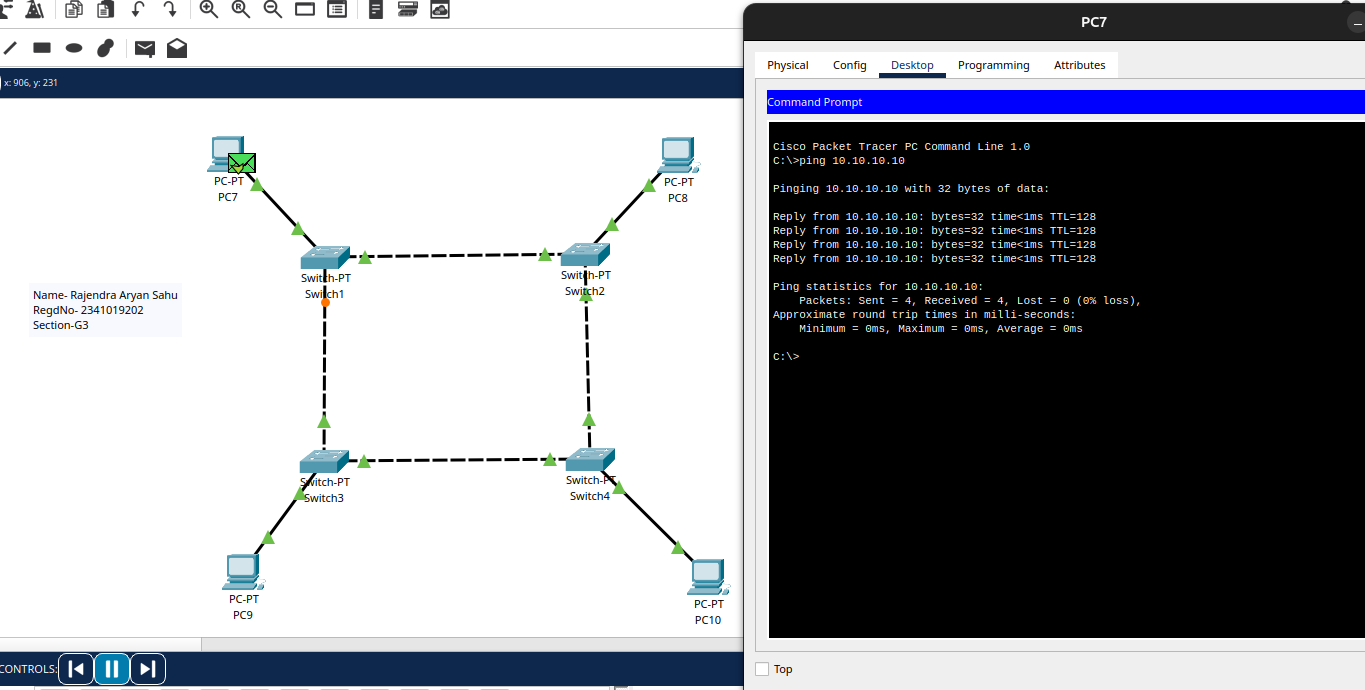 x: 906, y: 231
PC-PT
PC7
PC-PT
PC8
Switch-PT
Switch1
Switch-PT
Switch2
Name- Rajendra Aryan Sahu
RegdNo- 2341019202
Section-G3
Switch-PT
Switch3
Switch-PT
Switch4
PC-PT
PC9
PC-PT
PC10
CONTROLS:
PC7
Physical
Config
Desktop
Programming
Attributes
Command Prompt
Cisco Packet Tracer PC Command Line 1.0
C:\>ping 10.10.10.10
Pinging 10.10.10.10 with 32 bytes of data:
Reply from 10.10.10.10: bytes=32 time<1ms TTL=128
Reply from 10.10.10.10: bytes=32 time<1ms TTL=128
Reply from 10.10.10.10: bytes=32 time<1ms TTL=128
Reply from 10.10.10.10: bytes=32 time<1ms TTL=128
Ping statistics for 10.10.10.10:
Packets: Sent = 4, Received = 4, Lost = 0 (0% loss),
Approximate round trip times in milli-seconds:
Minimum = 0ms, Maximum = 0ms, Average = 0ms
C:\>
Top